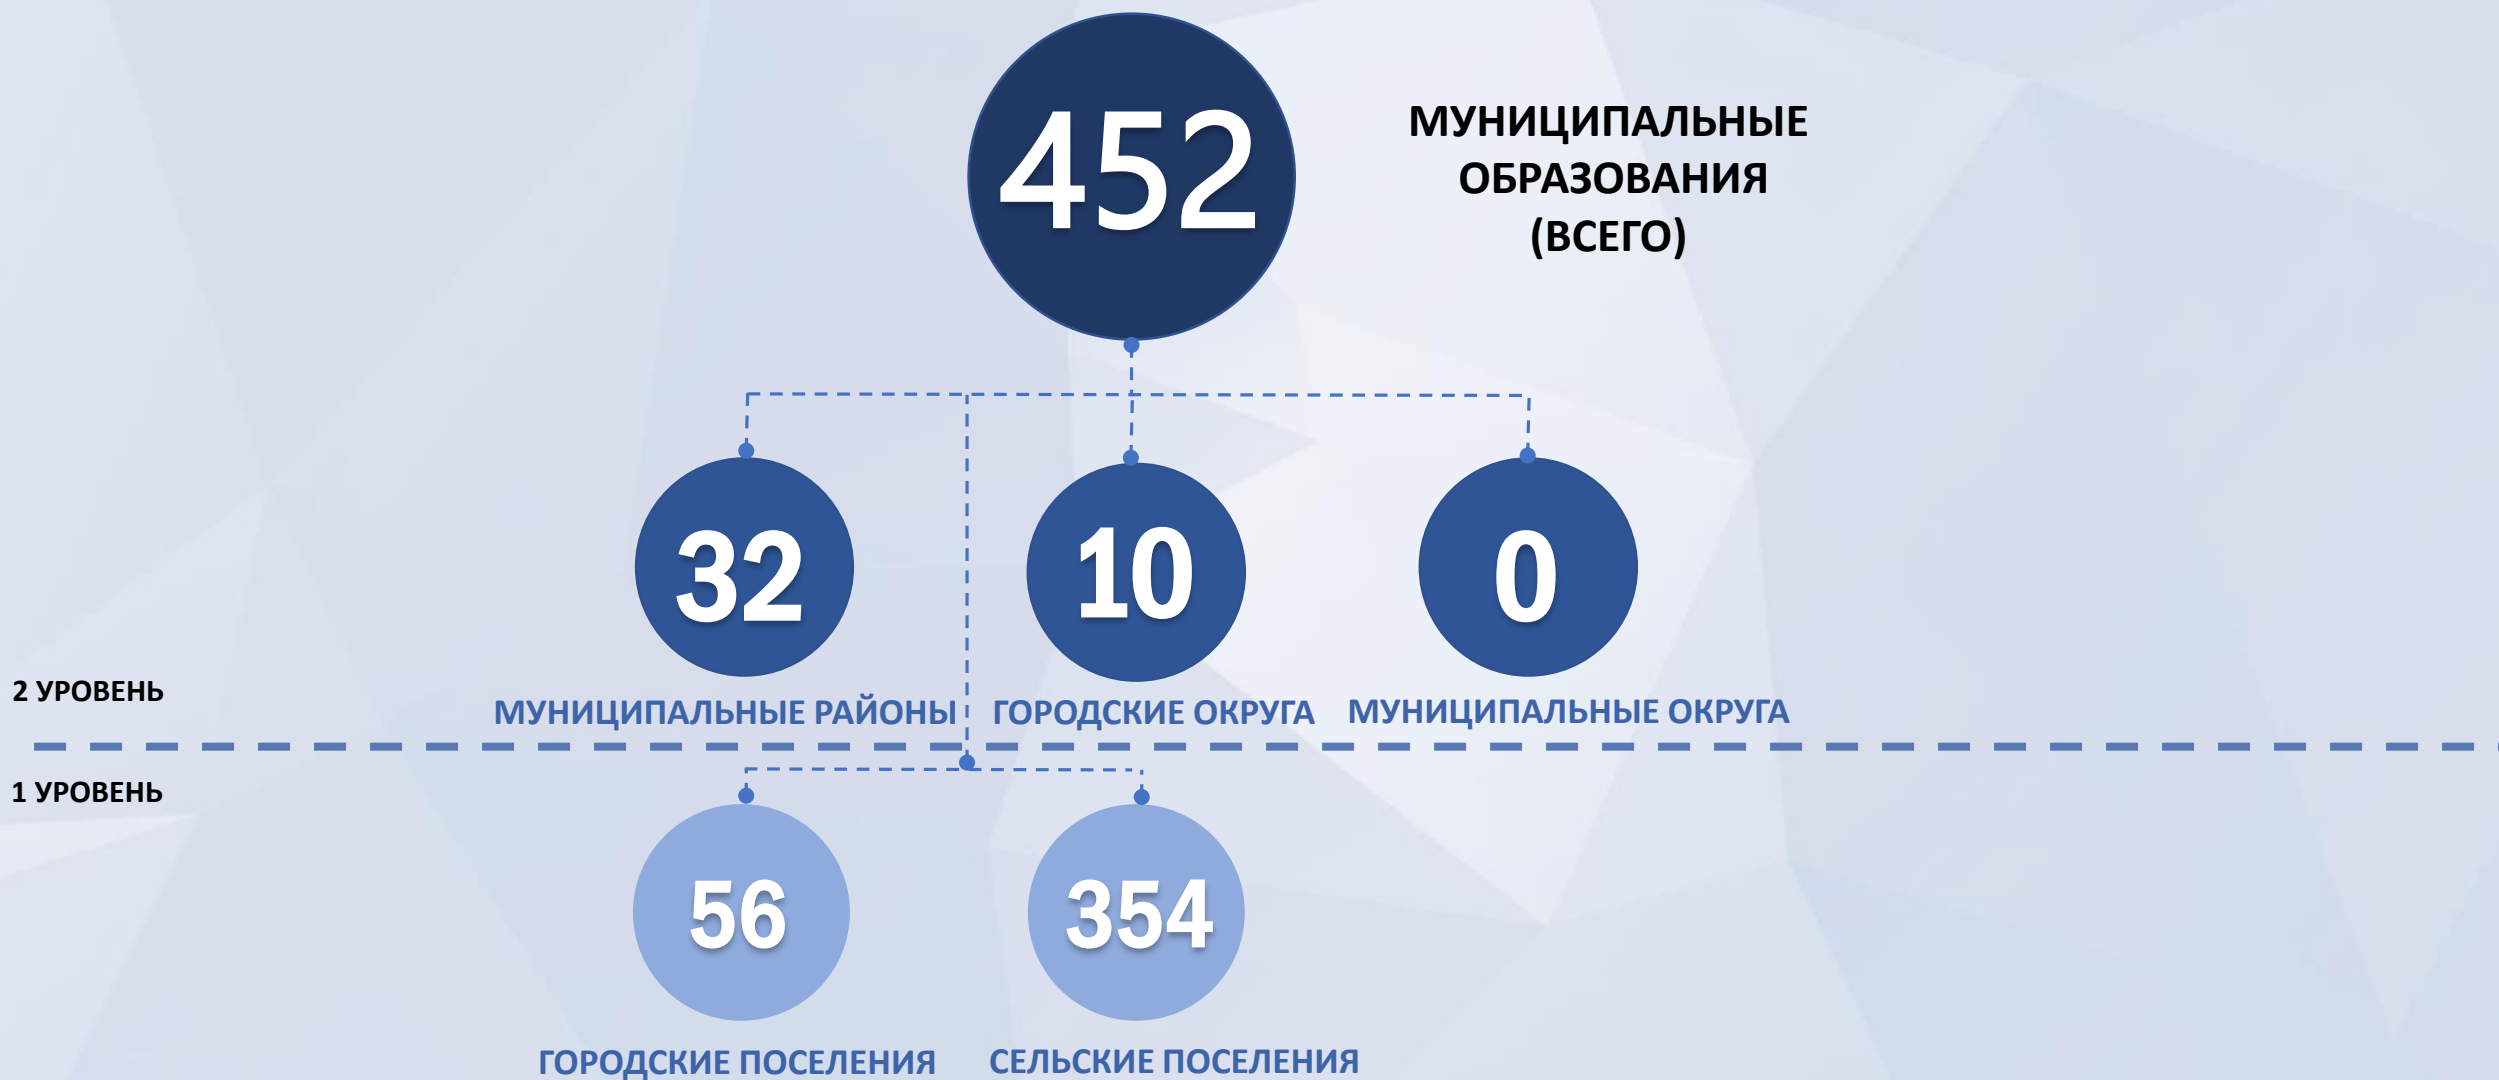 452
МУНИЦИПАЛЬНЫЕ
ОБРАЗОВАНИЯ
(ВСЕГО)
32
10
0
2 УРОВЕНЬ
МУНИЦИПАЛЬНЫЕ РАЙОНЫ
ГОРОДСКИЕ ОКРУГА
МУНИЦИПАЛЬНЫЕ ОКРУГА
1 УРОВЕНЬ
56
354
ГОРОДСКИЕ ПОСЕЛЕНИЯ
СЕЛЬСКИЕ ПОСЕЛЕНИЯ